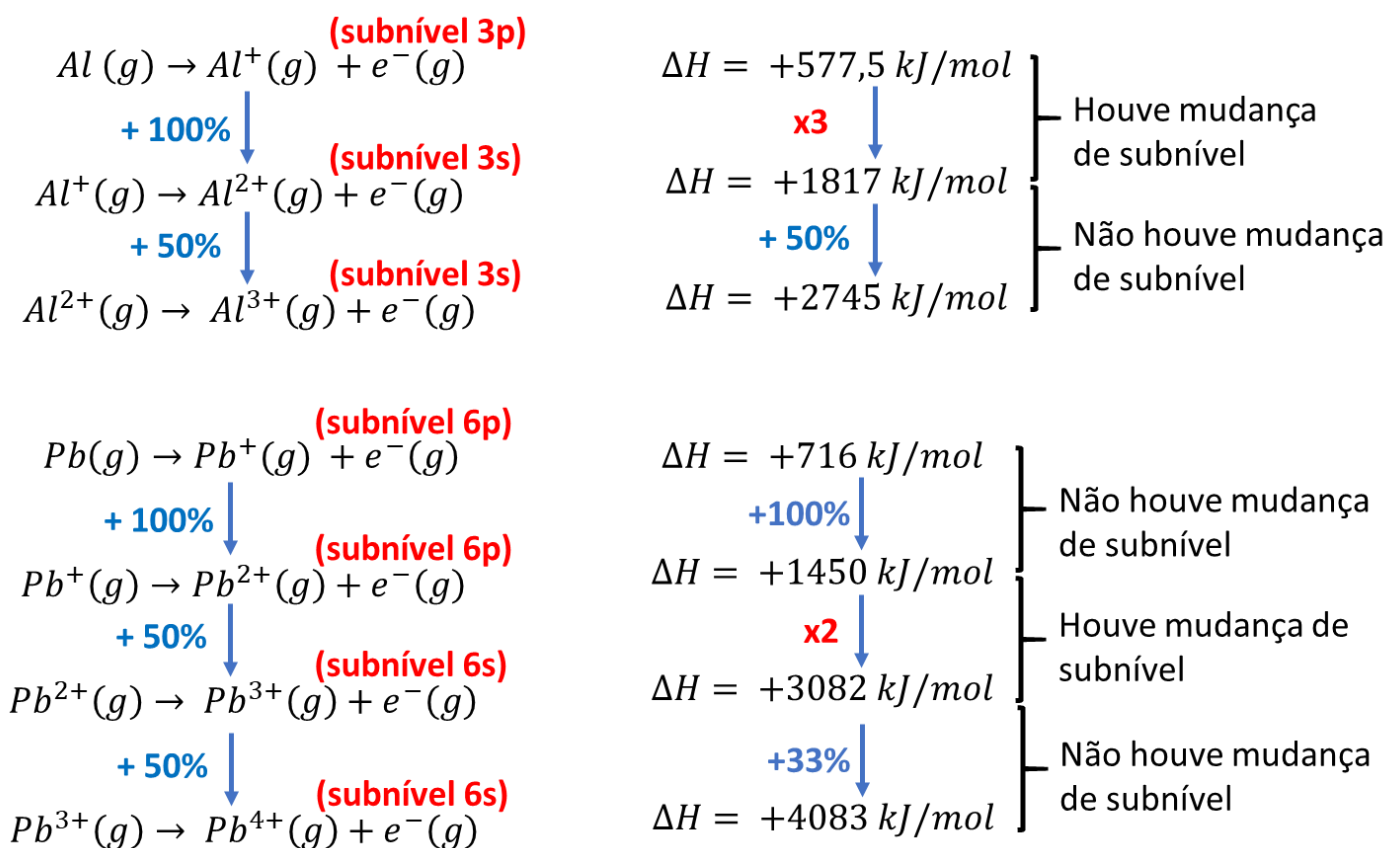 (subnível 3p)
Al (g) → Al⁺(g) + e⁻(g) ΔH = +577,5 kJ/mol
+ 100% x3 Houve mudança
de subnível
(subnível 3s)
Al⁺(g) → Al²⁺(g) + e⁻(g) ΔH = +1817 kJ/mol
+ 50% + 50% Não houve mudança
de subnível
(subnível 3s)
Al²⁺(g) → Al³⁺(g) + e⁻(g) ΔH = +2745 kJ/mol
(subnível 6p)
Pb(g) → Pb⁺(g) + e⁻(g) ΔH = +716 kJ/mol
+ 100% +100% Não houve mudança
de subnível
(subnível 6p)
Pb⁺(g) → Pb²⁺(g) + e⁻(g) ΔH = +1450 kJ/mol
+ 50% x2 Houve mudança de
subnível
(subnível 6s)
Pb²⁺(g) → Pb³⁺(g) + e⁻(g) ΔH = +3082 kJ/mol
+ 50% +33% Não houve mudança
de subnível
(subnível 6s)
Pb³⁺(g) → Pb⁴⁺(g) + e⁻(g) ΔH = +4083 kJ/mol